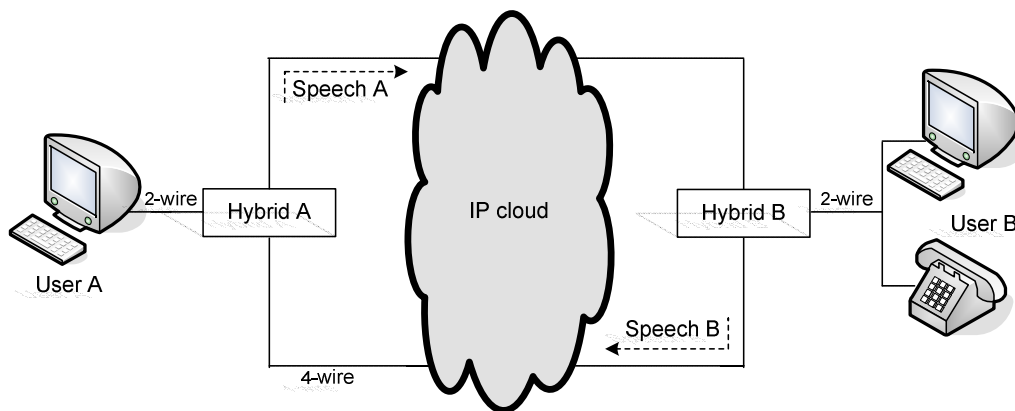 Speech A
2-wire
Hybrid A
User A
IP cloud
Hybrid B
2-wire
User B
Speech B
4-wire